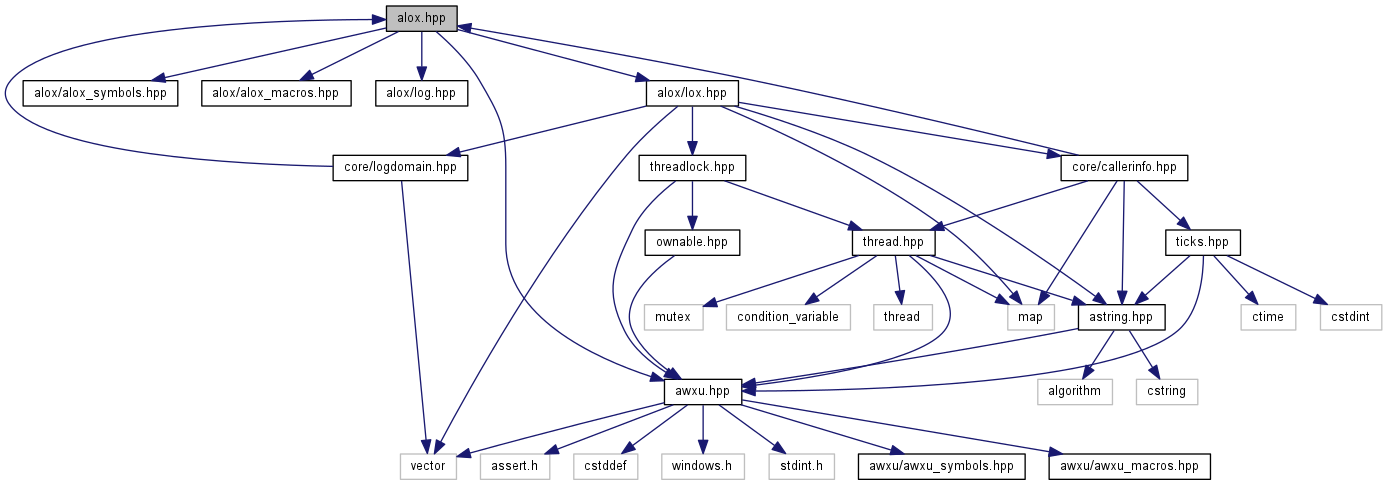 alox.hpp
alox/alox_symbols.hpp
alox/alox_macros.hpp
alox/log.hpp
alox/lox.hpp
core/logdomain.hpp
threadlock.hpp
core/callerinfo.hpp
ownable.hpp
thread.hpp
ticks.hpp
mutex
condition_variable
thread
map
astring.hpp
ctime
cstdint
awxu.hpp
algorithm
cstring
vector
assert.h
cstddef
windows.h
stdint.h
awxu/awxu_symbols.hpp
awxu/awxu_macros.hpp